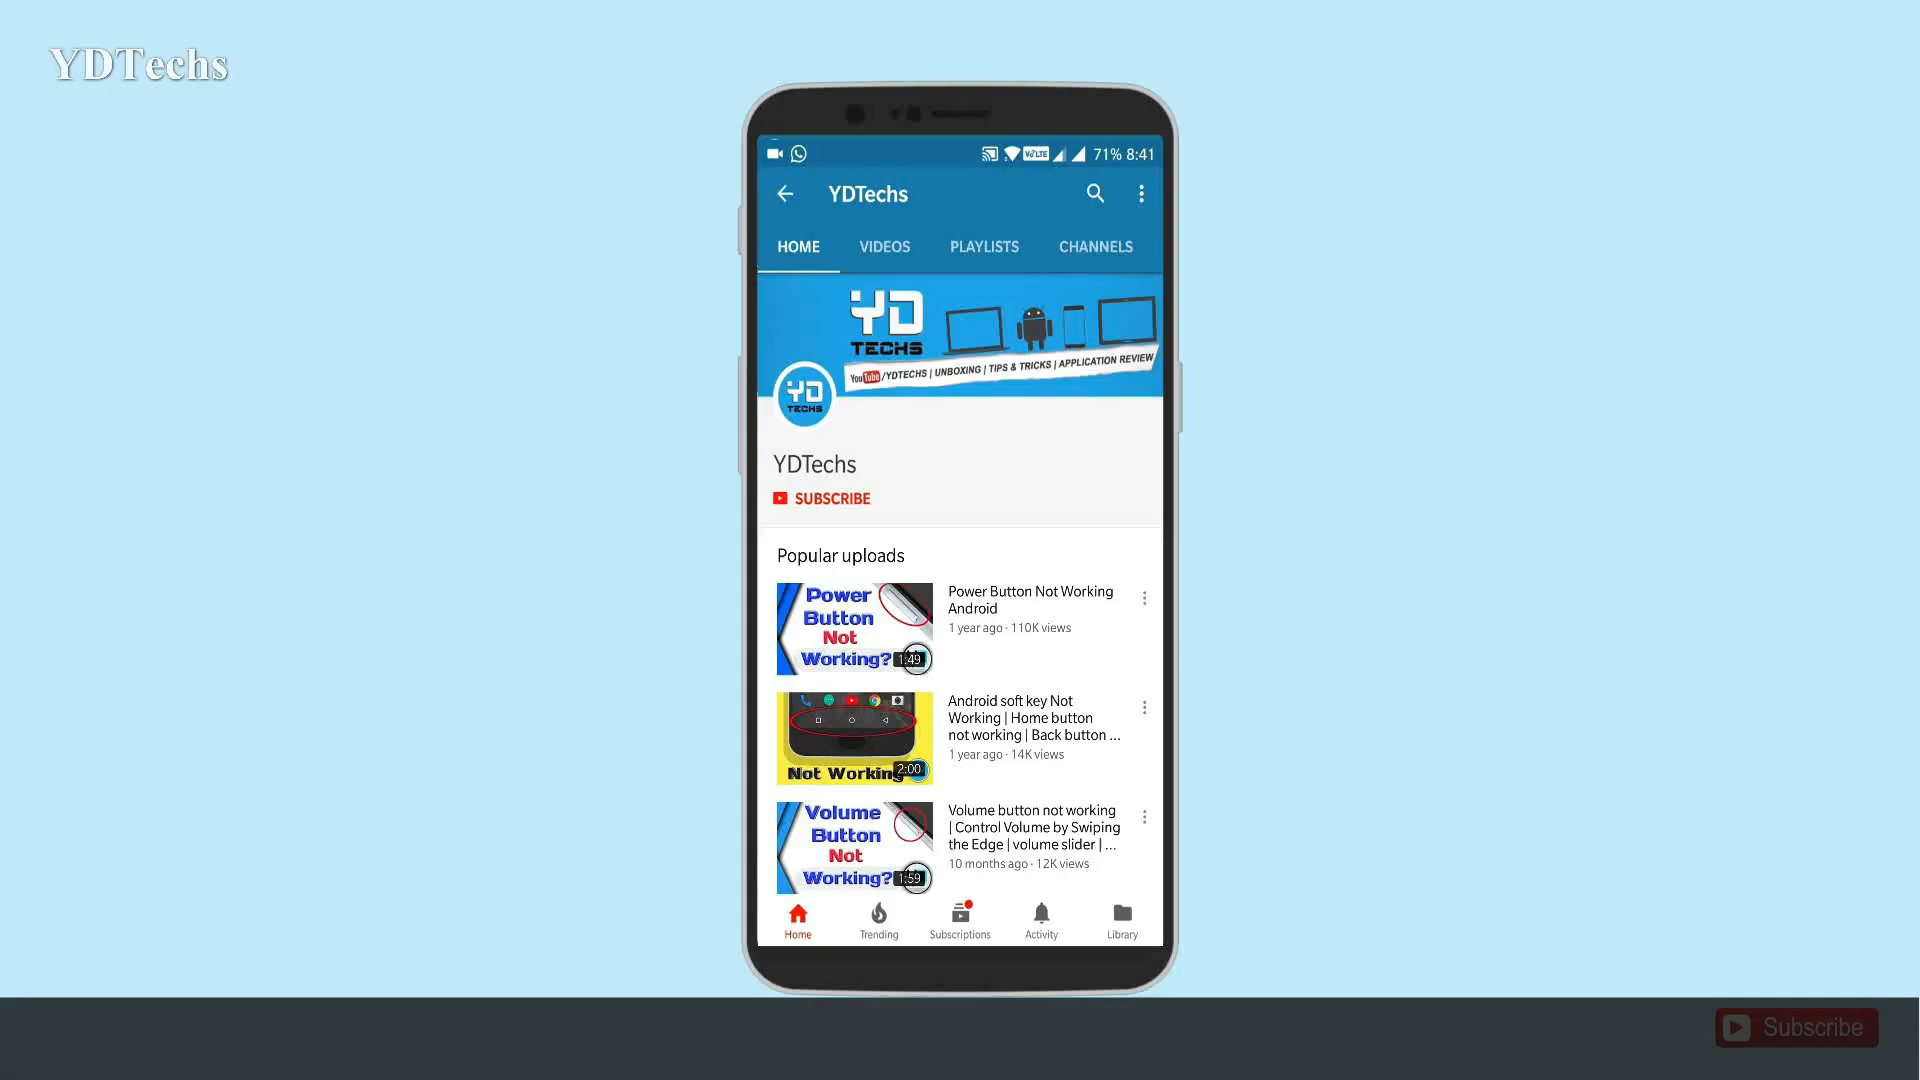 YDTechs
VoLTE 71% 8:41
YDTechs
HOME VIDEOS PLAYLISTS CHANNELS
YD
TECHS
YouTube/YDTECHS | UNBOXING | TIPS & TRICKS | APPLICATION REVIEW
YD
TECHS
YDTechs
SUBSCRIBE
Popular uploads
Power
Button
Not
Working?
1:49
Power Button Not Working
Android
1 year ago · 110K views
Not Working
2:00
Android soft key Not
Working | Home button
not working | Back button ...
1 year ago · 14K views
Volume
Button
Not
Working?
1:59
Volume button not working
| Control Volume by Swiping
the Edge | volume slider | ...
10 months ago · 12K views
Home Trending Subscriptions Activity Library
Subscribe